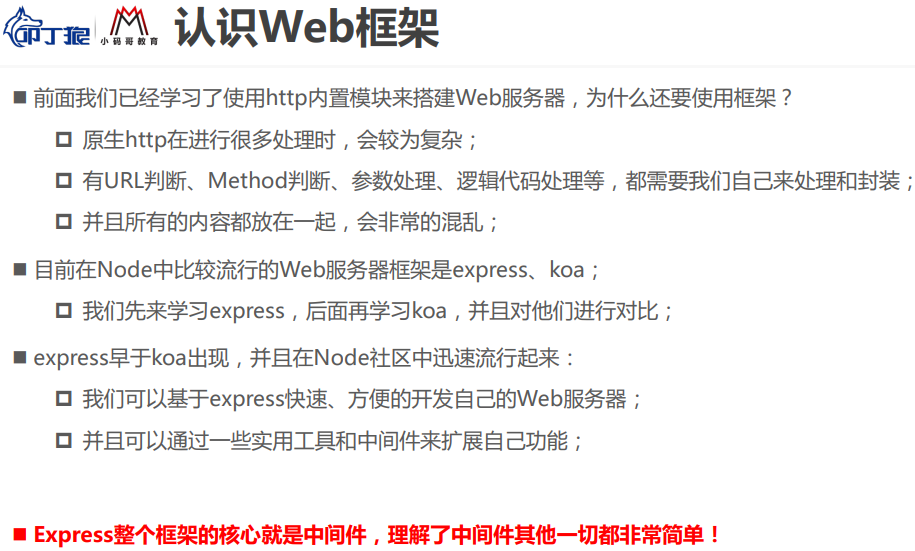 叩丁狼 小码哥教育 认识Web框架
前面我们已经学习了使用http内置模块来搭建Web服务器，为什么还要使用框架？
原生http在进行很多处理时，会较为复杂；
有URL判断、Method判断、参数处理、逻辑代码处理等，都需要我们自己来处理和封装；
并且所有的内容都放在一起，会非常的混乱；
目前在Node中比较流行的Web服务器框架是express、koa；
我们先来学习express，后面再学习koa，并且对他们进行对比；
express早于koa出现，并且在Node社区中迅速流行起来：
我们可以基于express快速、方便的开发自己的Web服务器；
并且可以通过一些实用工具和中间件来扩展自己功能；
Express整个框架的核心就是中间件，理解了中间件其他一切都非常简单！